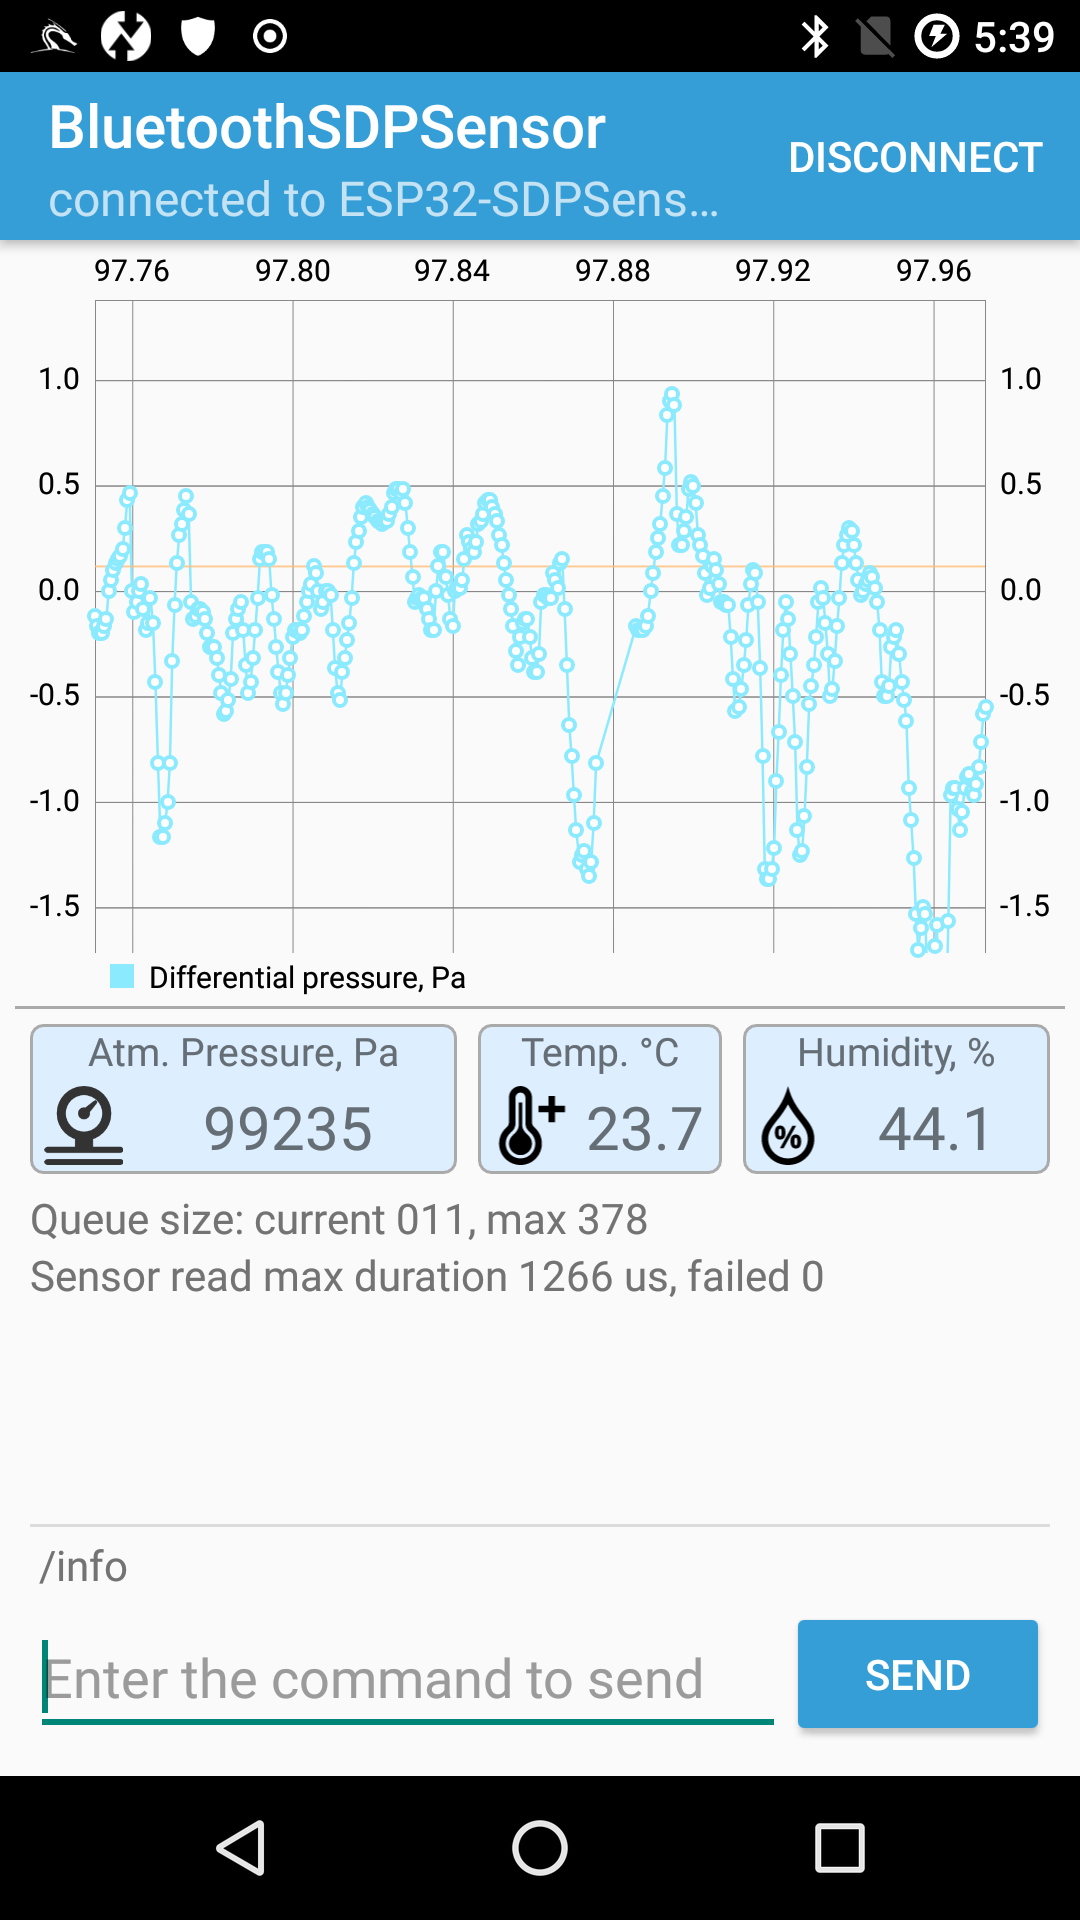 5:39
BluetoothSDPSensor
DISCONNECT
connected to ESP32-SDPSens...
97.76 97.80 97.84 97.88 97.92 97.96
1.0 1.0
0.5 0.5
0.0 0.0
-0.5 -0.5
-1.0 -1.0
-1.5 -1.5
Differential pressure, Pa
Atm. Pressure, Pa Temp. °C Humidity, %
99235 23.7 % 44.1
Queue size: current 011, max 378
Sensor read max duration 1266 us, failed 0
/info
Enter the command to send
SEND